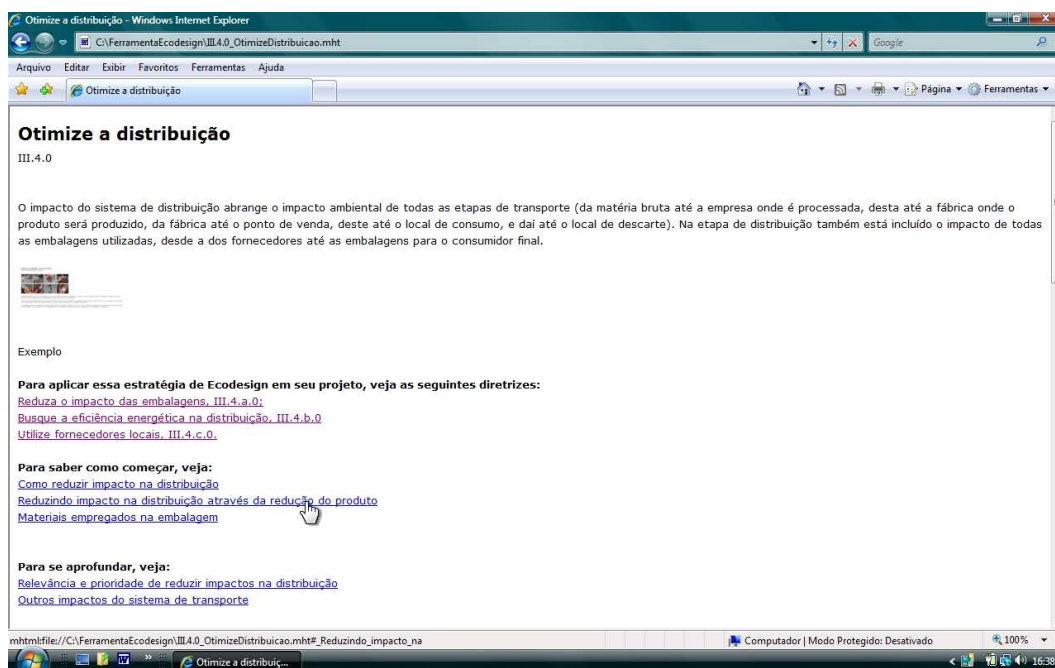 Otimize a distribuição - Windows Internet Explorer
C:\FerramentaEcodesign\III.4.0_OtimizeDistribuicao.mht
Google
Arquivo Editar Exibir Favoritos Ferramentas Ajuda
Otimize a distribuição
Página
Ferramentas
Otimize a distribuição
III.4.0
O impacto do sistema de distribuição abrange o impacto ambiental de todas as etapas de transporte (da matéria bruta até a empresa onde é processada, desta até a fábrica onde o
produto será produzido, da fábrica até o ponto de venda, deste até o local de consumo, e daí até o local de descarte). Na etapa de distribuição também está incluído o impacto de todas
as embalagens utilizadas, desde a dos fornecedores até as embalagens para o consumidor final.
Exemplo
Para aplicar essa estratégia de Ecodesign em seu projeto, veja as seguintes diretrizes:
Reduza o impacto das embalagens, III.4.a.0;
Busque a eficiência energética na distribuição, III.4.b.0
Utilize fornecedores locais, III.4.c.0.
Para saber como começar, veja:
Como reduzir impacto na distribuição
Reduzindo impacto na distribuição através da redução do produto
Materiais empregados na embalagem
Para se aprofundar, veja:
Relevância e prioridade de reduzir impactos na distribuição
Outros impactos do sistema de transporte
mhtml:file://C:\FerramentaEcodesign\III.4.0_OtimizeDistribuicao.mht#_Reduzindo_impacto_na
Computador | Modo Protegido: Desativado
100%
Otimize a distribuiç...
16:38